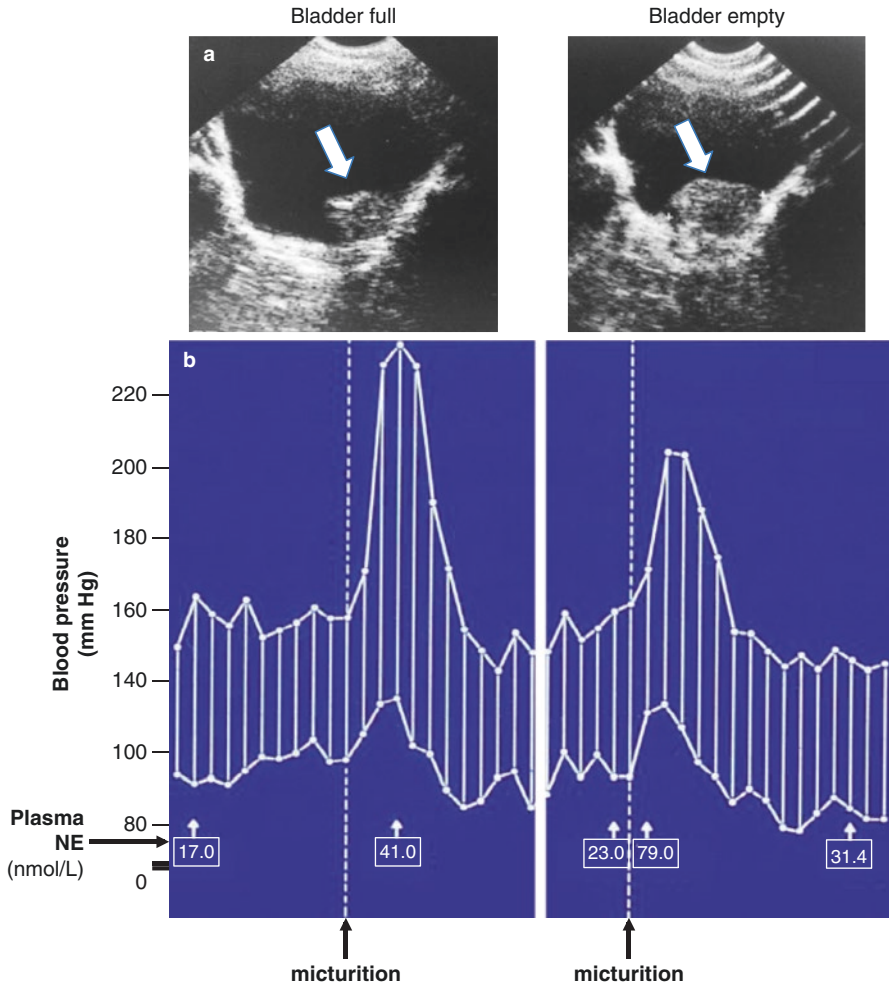 Bladder full
Bladder empty
a
b
220
200
180
160
140
120
100
80
0
Blood pressure
(mm Hg)
Plasma
NE
(nmol/L)
17.0
41.0
23.0
79.0
31.4
micturition
micturition